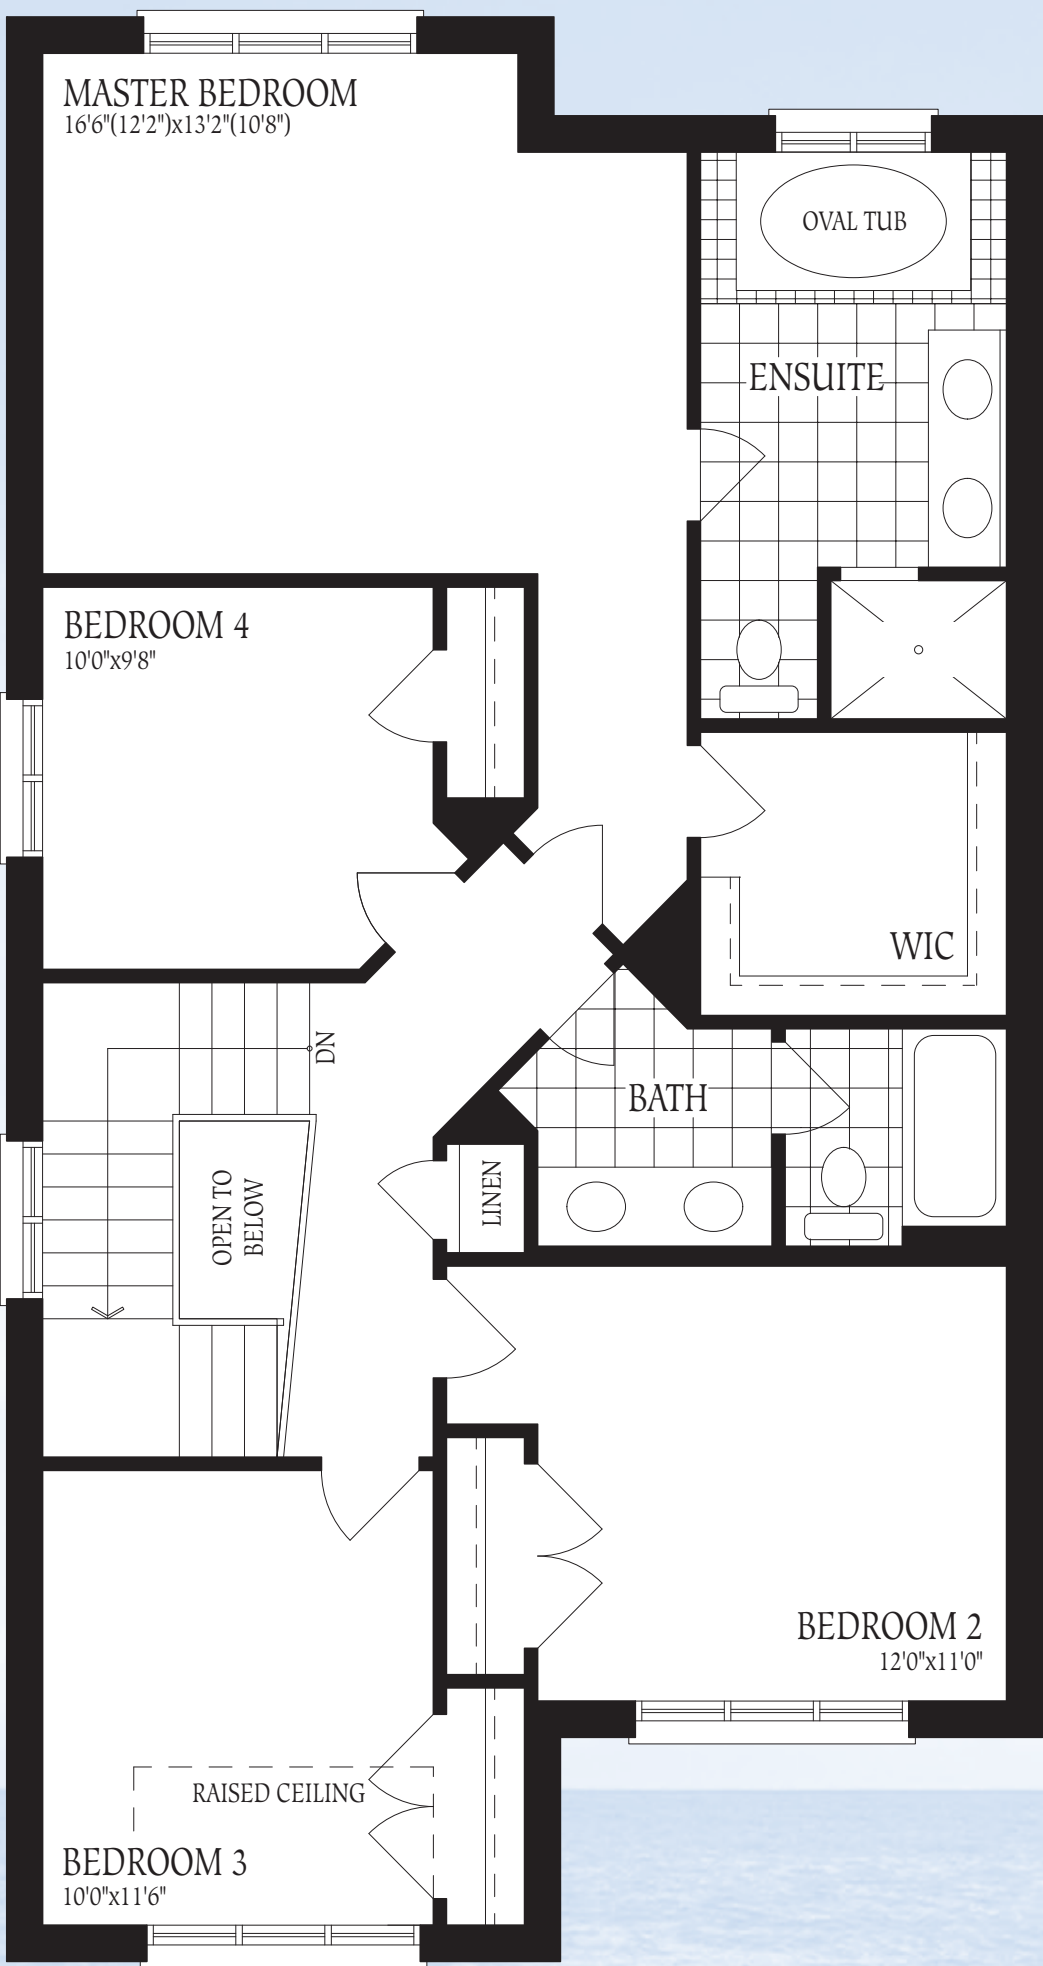 MASTER BEDROOM
16'6"(12'2")x13'2"(10'8")
OVAL TUB
ENSUITE
BEDROOM 4
10'0"x9'8"
WIC
DN
BATH
OPEN TO
BELOW
LINEN
BEDROOM 2
12'0"x11'0"
RAISED CEILING
BEDROOM 3
10'0"x11'6"